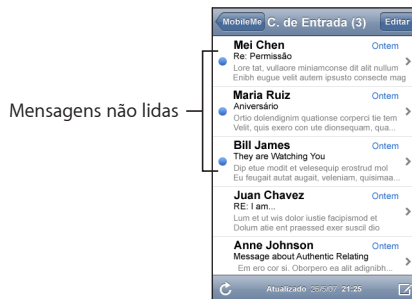 MobileMe C. de Entrada (3) Editar
Mei Chen Ontem
Re: Permissão
Lore tat, vullaore miniamconse dit alit nullum
Enibh eugue velit autem ipsusto consecte mag
Mensagens não lidas
Maria Ruiz Ontem
Aniversário
Ortio dolendignim quationse corperci tie tem
Velit, quis exero con ute dionsequam, qua...
Bill James Ontem
They are Watching You
Dip etue modit et velesequip erostrud mol
Eu feugait autat augait, veleniam, quisimaa...
Juan Chavez Ontem
RE: I am...
Lum et ut wis dolor iustie facipismod et
Dolum atie ent praessed exer suscil dio
Anne Johnson Ontem
Message about Authentic Relating
Em ero cor si. Oborpero ea alit adignibh...
Atualizado 26/5/07 21:25